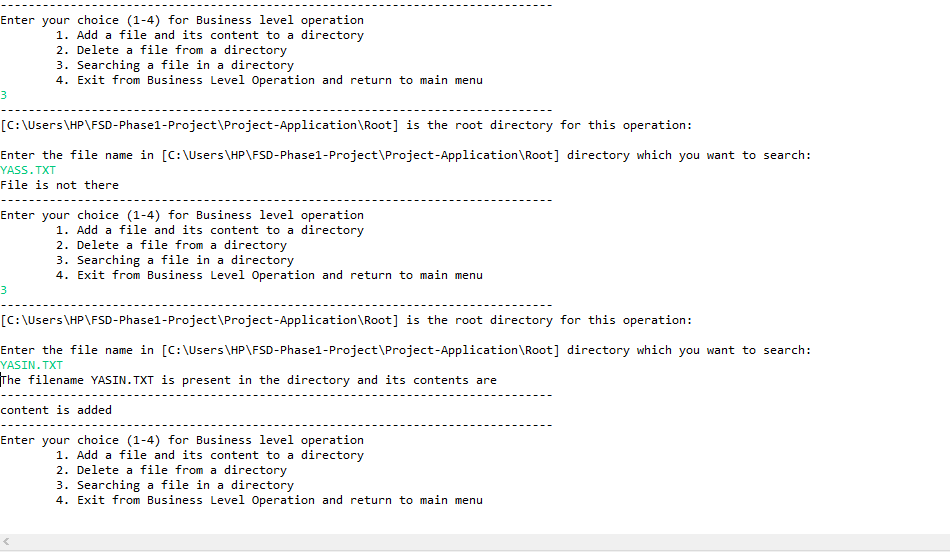 -------------------------------------------------------------------------------
Enter your choice (1-4) for Business level operation
        1. Add a file and its content to a directory
        2. Delete a file from a directory
        3. Searching a file in a directory
        4. Exit from Business Level Operation and return to main menu
3
-------------------------------------------------------------------------------
[C:\Users\HP\FSD-Phase1-Project\Project-Application\Root] is the root directory for this operation:

Enter the file name in [C:\Users\HP\FSD-Phase1-Project\Project-Application\Root] directory which you want to search:
YASS.TXT
File is not there
-------------------------------------------------------------------------------
Enter your choice (1-4) for Business level operation
        1. Add a file and its content to a directory
        2. Delete a file from a directory
        3. Searching a file in a directory
        4. Exit from Business Level Operation and return to main menu
3
-------------------------------------------------------------------------------
[C:\Users\HP\FSD-Phase1-Project\Project-Application\Root] is the root directory for this operation:

Enter the file name in [C:\Users\HP\FSD-Phase1-Project\Project-Application\Root] directory which you want to search:
YASIN.TXT
The filename YASIN.TXT is present in the directory and its contents are
-------------------------------------------------------------------------------
content is added
-------------------------------------------------------------------------------
Enter your choice (1-4) for Business level operation
        1. Add a file and its content to a directory
        2. Delete a file from a directory
        3. Searching a file in a directory
        4. Exit from Business Level Operation and return to main menu